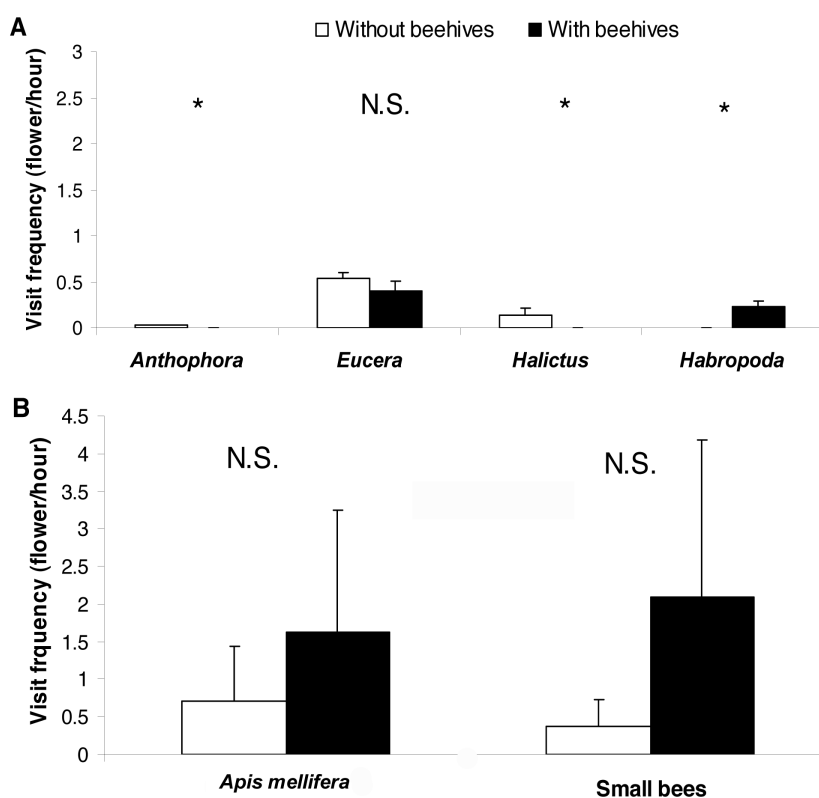 A
Without beehives With beehives
Visit frequency (flower/hour)
3
2.5
2
1.5
1
0.5
0
* N.S. * *
Anthophora Eucera Halictus Habropoda
B
Visit frquency (flower/hour)
4.5
4
3.5
3
2.5
2
1.5
1
0.5
0
N.S. N.S.
Apis mellifera Small bees